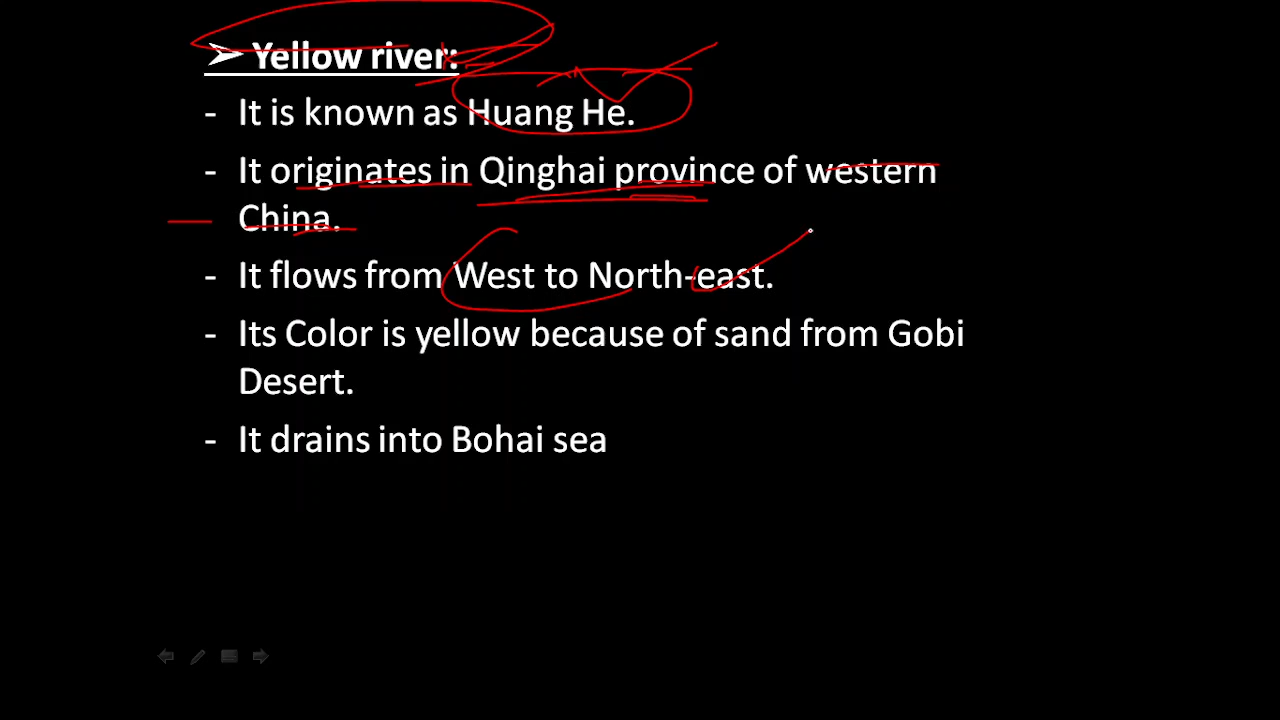 ➢ Yellow river:
- It is known as Huang He.
- It originates in Qinghai province of western
China.
- It flows from West to North-east.
- Its Color is yellow because of sand from Gobi
Desert.
- It drains into Bohai sea